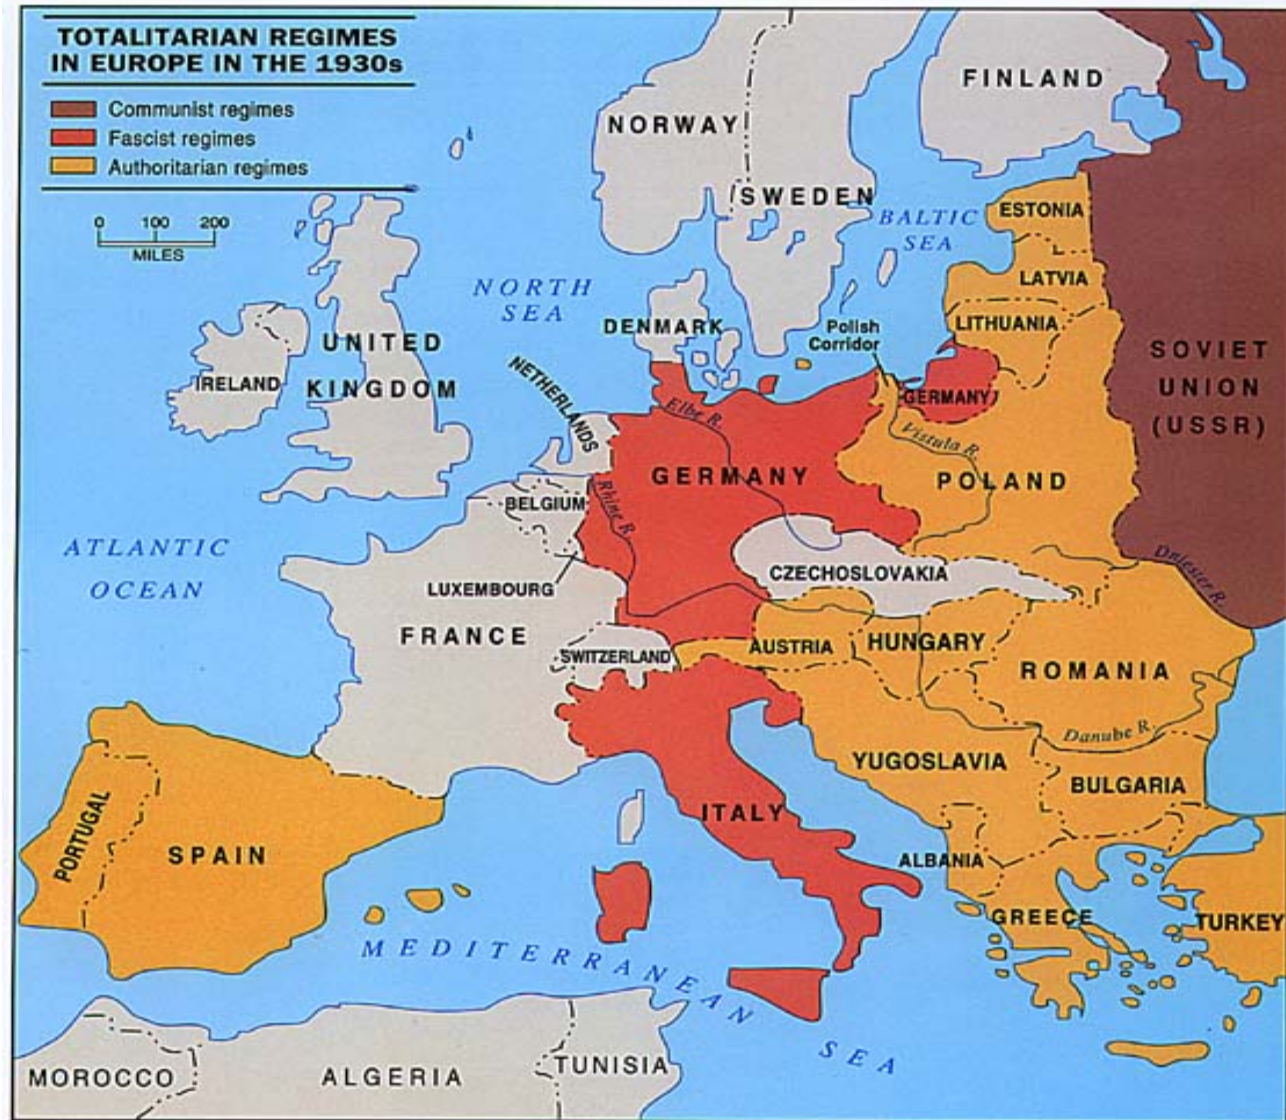 TOTALITARIAN REGIMES
IN EUROPE IN THE 1930s
Communist regimes
Fascist regimes
Authoritarian regimes
0 100 200
MILES
NORWAY
SWEDEN
FINLAND
BALTIC
SEA
ESTONIA
LATVIA
LITHUANIA
NORTH
SEA
DENMARK
Polish
Corridor
SOVIET
UNION
(USSR)
UNITED
KINGDOM
IRELAND
NETHERLANDS
Elbe R.
GERMANY
Vistula R.
GERMANY
POLAND
BELGIUM
Rhine R.
ATLANTIC
OCEAN
LUXEMBOURG
CZECHOSLOVAKIA
Dniester R.
FRANCE
SWITZERLAND
AUSTRIA
HUNGARY
ROMANIA
Danube R.
YUGOSLAVIA
BULGARIA
ITALY
PORTUGAL
SPAIN
ALBANIA
GREECE
TURKEY
MEDITERRANEAN
SEA
MOROCCO
ALGERIA
TUNISIA